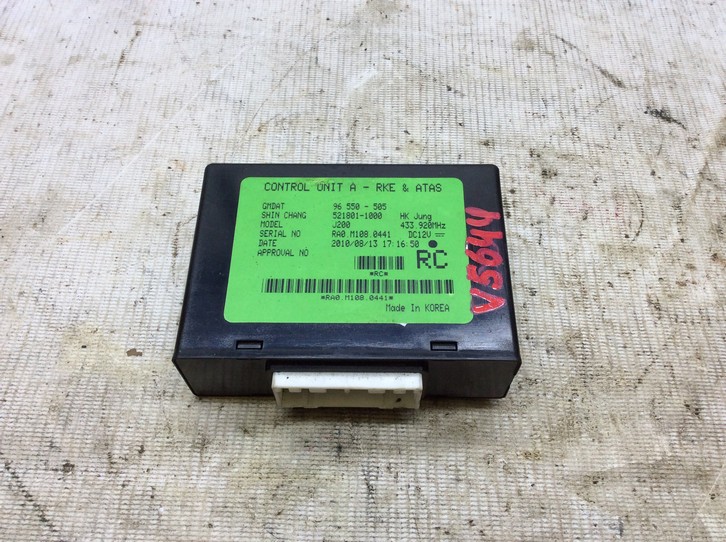 CONTROL UNIT A - RKE & ATAS
GMDAT 96 550 - 505
SHIN CHANG 521801-1000 HK Jung
MODEL J200 433.920MHz
SERIAL NO RA0.M108.0441 DC12V
DATE 2010/08/13 17:16:50
APPROVAL NO
RC
*RC*
*RA0.M108.0441*
Made In KOREA
V5644